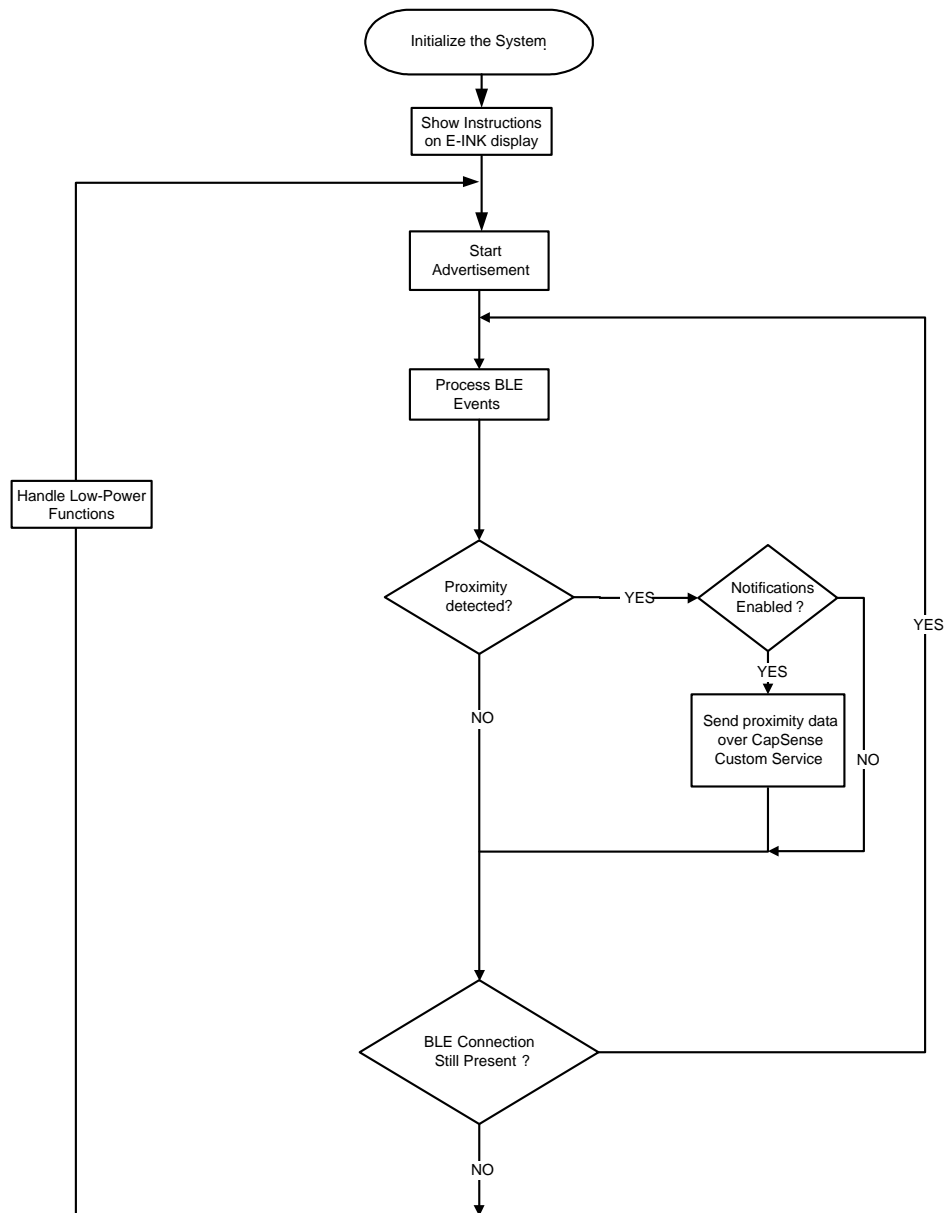 Initialize the System.
Show Instructions
on E-INK display
Start
Advertisement
Process BLE
Events
Handle Low-Power
Functions
Proximity
detected?
YES
Notifications
Enabled ?
YES
YES
NO
Send proximity data
over CapSense
Custom Service
NO
BLE Connection
Still Present ?
NO